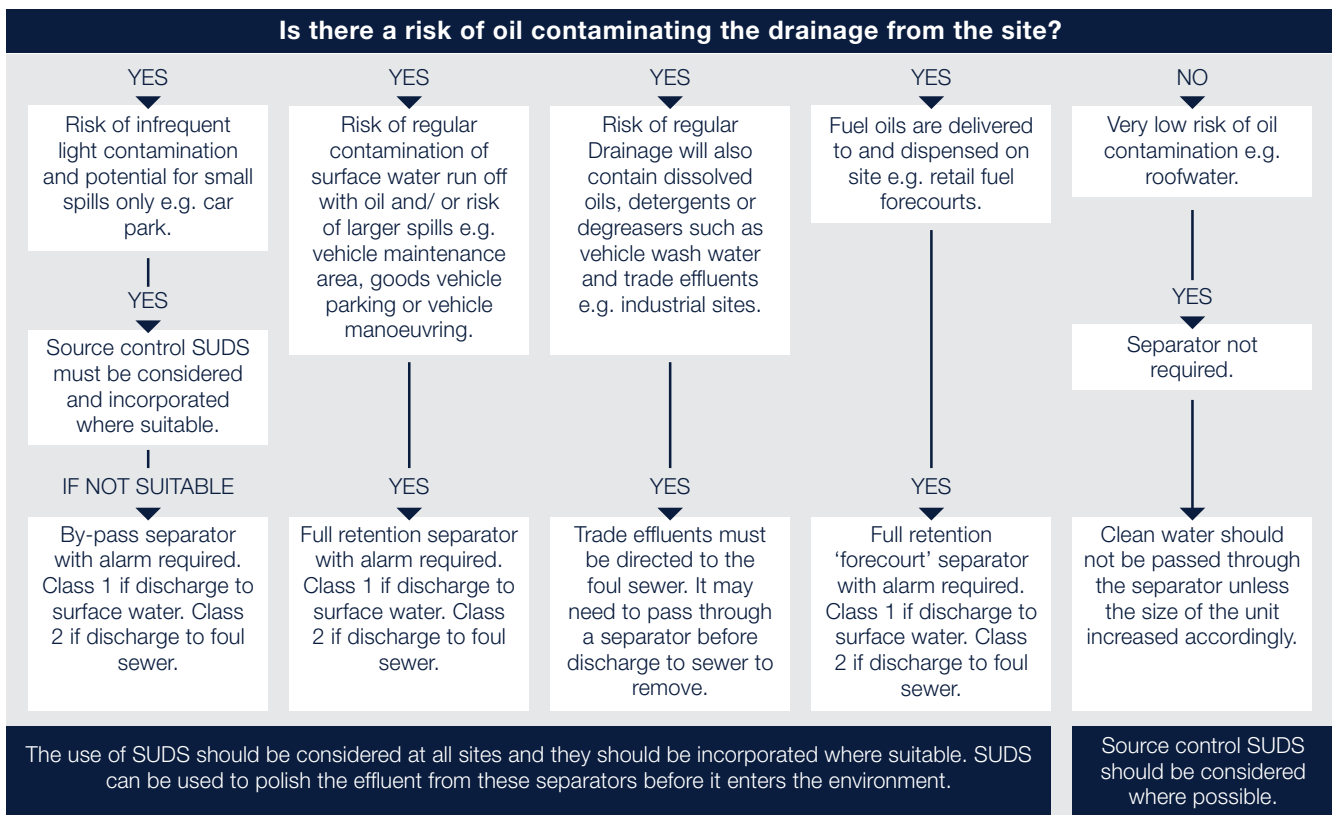 Is there a risk of oil contaminating the drainage from the site?
YES
Risk of infrequent
light contamination
and potential for small
spills only e.g. car
park.
YES
Source control SUDS
must be considered
and incorporated
where suitable.
IF NOT SUITABLE
By-pass separator
with alarm required.
Class 1 if discharge to
surface water. Class
2 if discharge to foul
sewer.
YES
Risk of regular
contamination of
surface water run off
with oil and/ or risk
of larger spills e.g.
vehicle maintenance
area, goods vehicle
parking or vehicle
manoeuvring.
YES
Full retention separator
with alarm required.
Class 1 if discharge to
surface water. Class
2 if discharge to foul
sewer.
YES
Risk of regular
Drainage will also
contain dissolved
oils, detergents or
degreasers such as
vehicle wash water
and trade effluents
e.g. industrial sites.
YES
Trade effluents must
be directed to the
foul sewer. It may
need to pass through
a separator before
discharge to sewer to
remove.
YES
Fuel oils are delivered
to and dispensed on
site e.g. retail fuel
forecourts.
YES
Full retention
‘forecourt’ separator
with alarm required.
Class 1 if discharge to
surface water. Class
2 if discharge to foul
sewer.
NO
Very low risk of oil
contamination e.g.
roofwater.
YES
Separator not
required.
Clean water should
not be passed through
the separator unless
the size of the unit
increased accordingly.
The use of SUDS should be considered at all sites and they should be incorporated where suitable. SUDS
can be used to polish the effluent from these separators before it enters the environment.
Source control SUDS
should be considered
where possible.